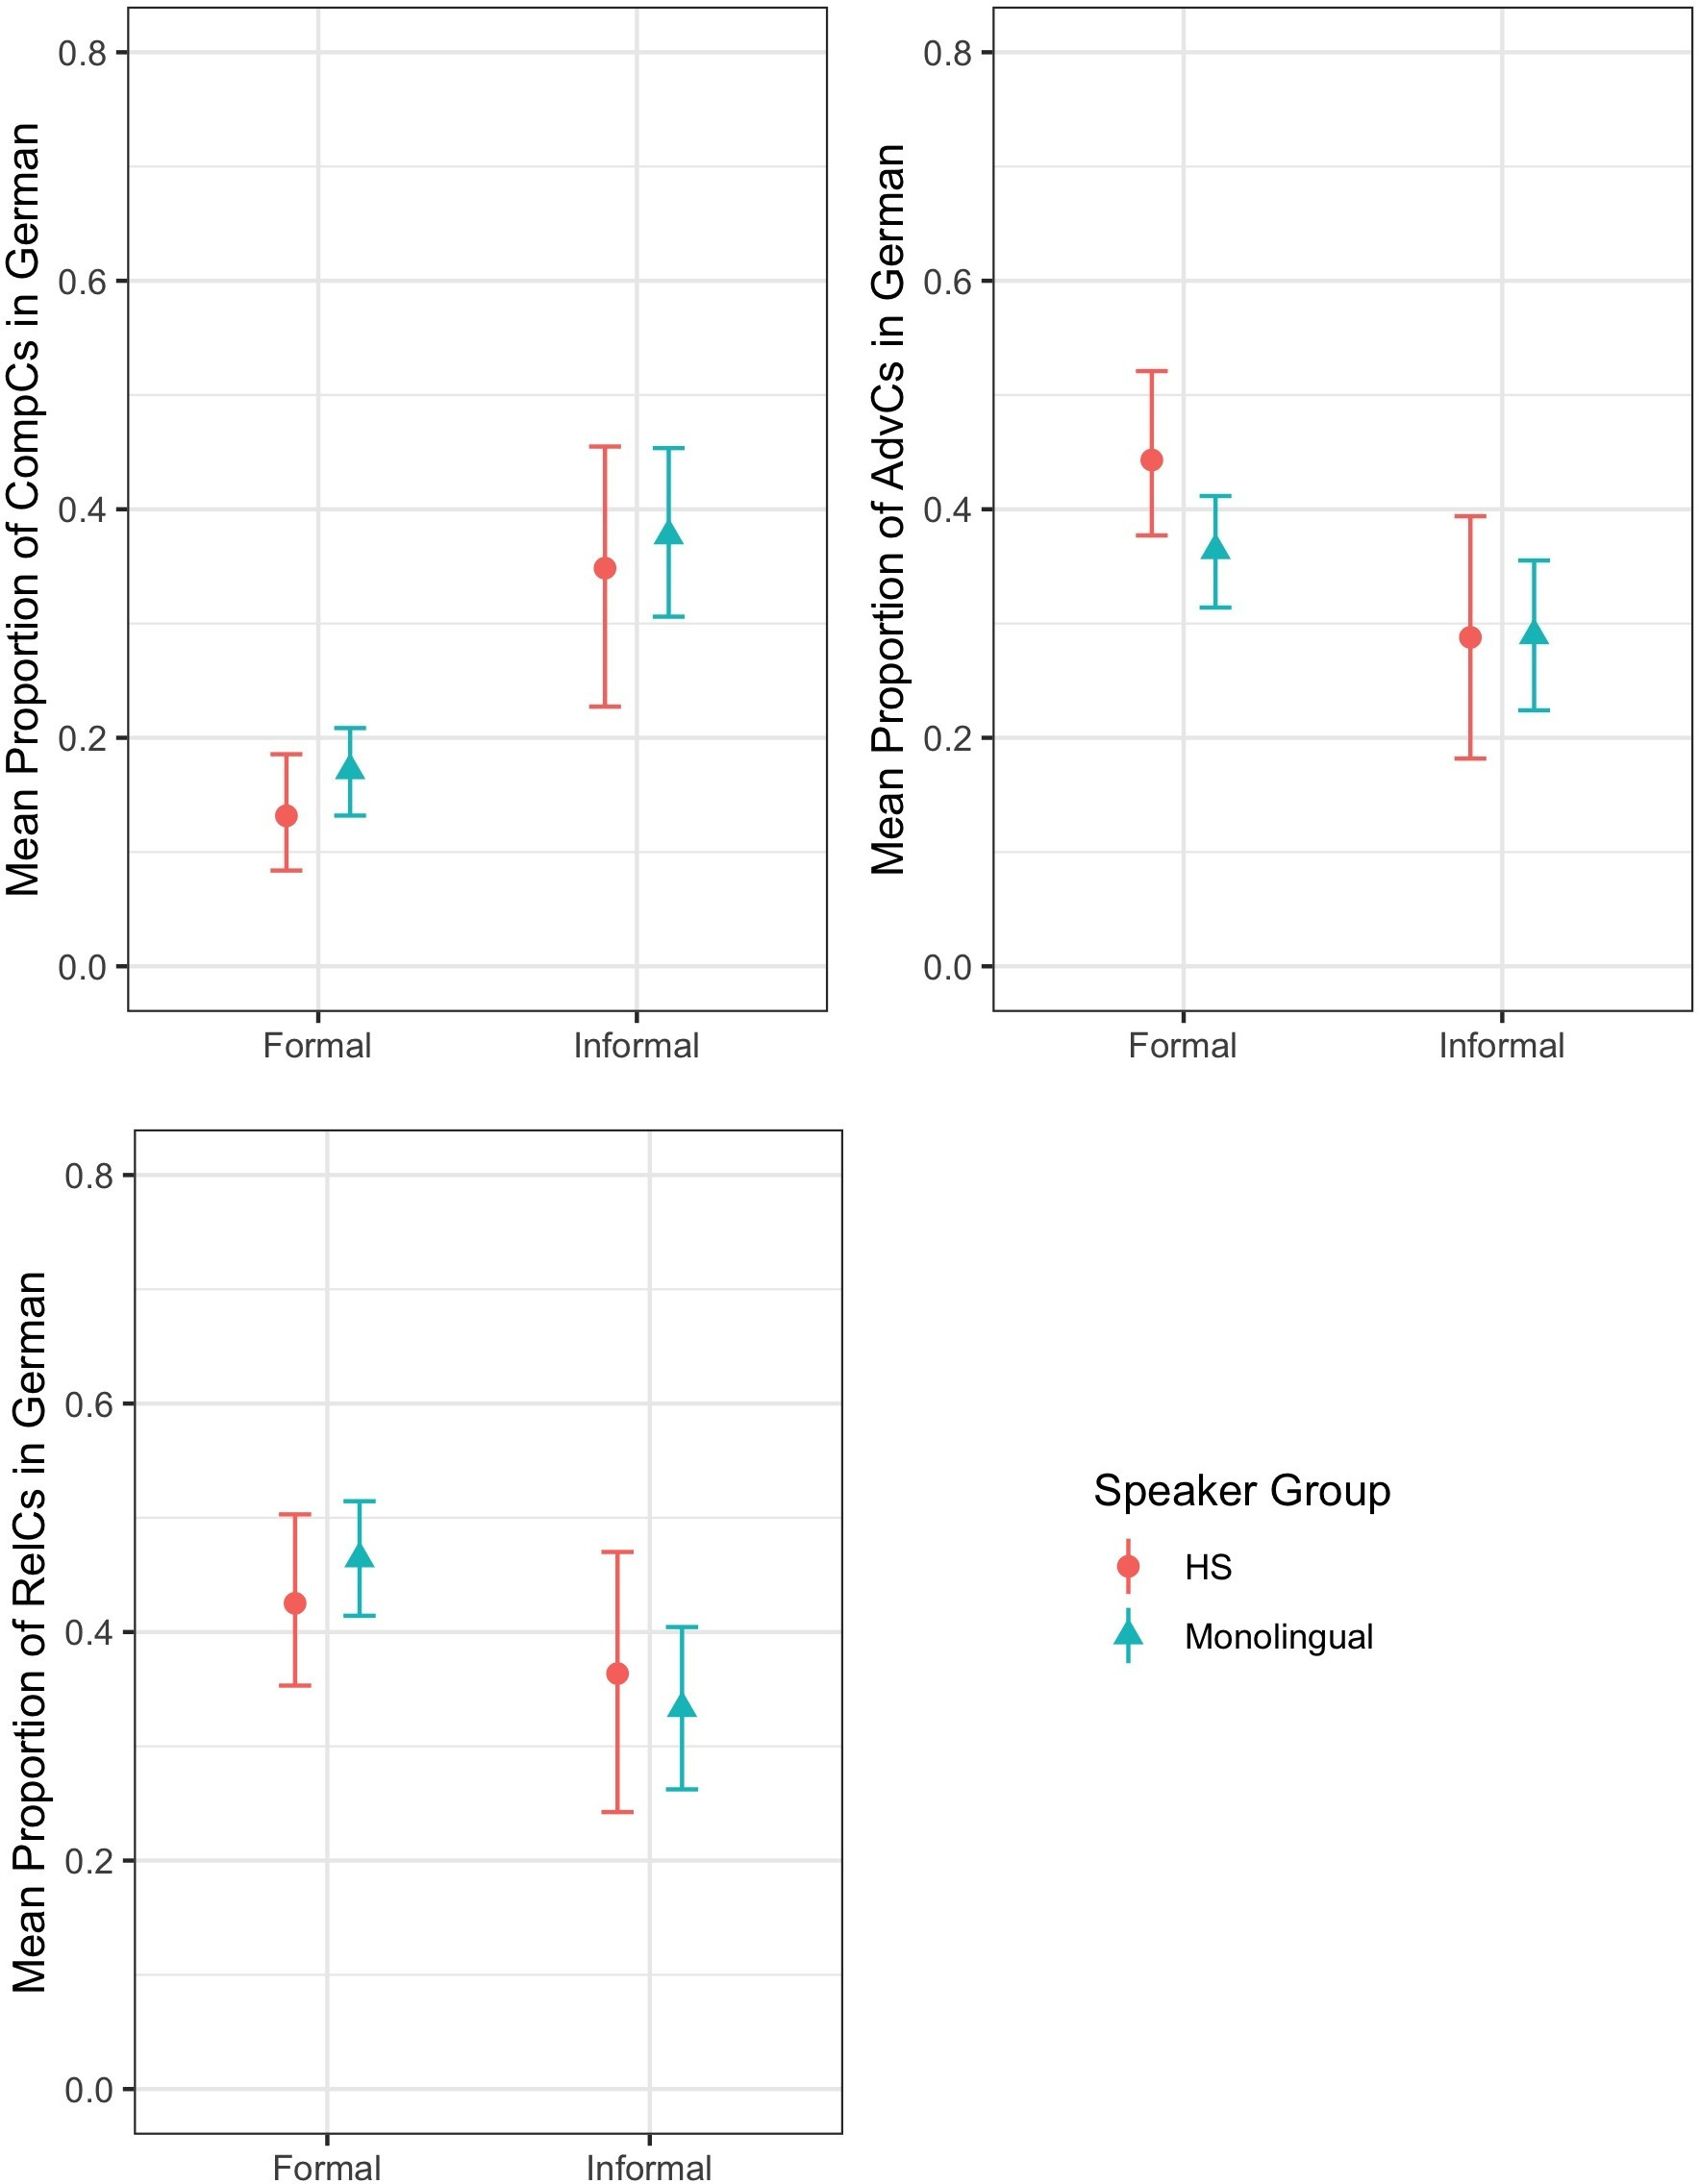 Mean Proportion of CompCs in German
0.8
0.6
0.4
0.2
0.0
Formal Informal
Mean Proportion of AdvCs in German
0.8
0.6
0.4
0.2
0.0
Formal Informal
Mean Proportion of RelCs in German
0.8
0.6
0.4
0.2
0.0
Formal Informal
Speaker Group
HS
Monolingual